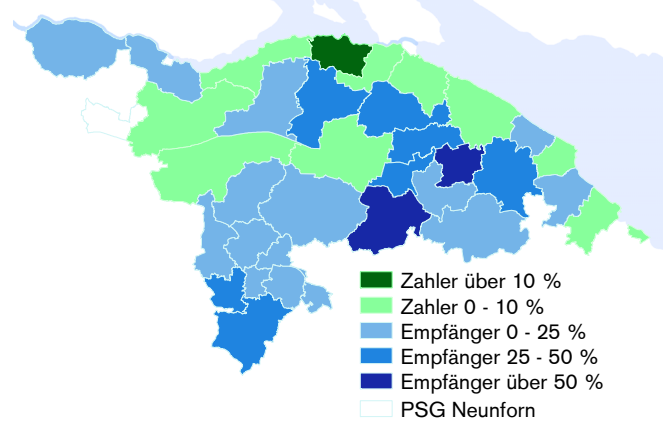 Zahler über 10 %
Zahler 0 - 10 %
Empfänger 0 - 25 %
Empfänger 25 - 50 %
Empfänger über 50 %
PSG Neunforn